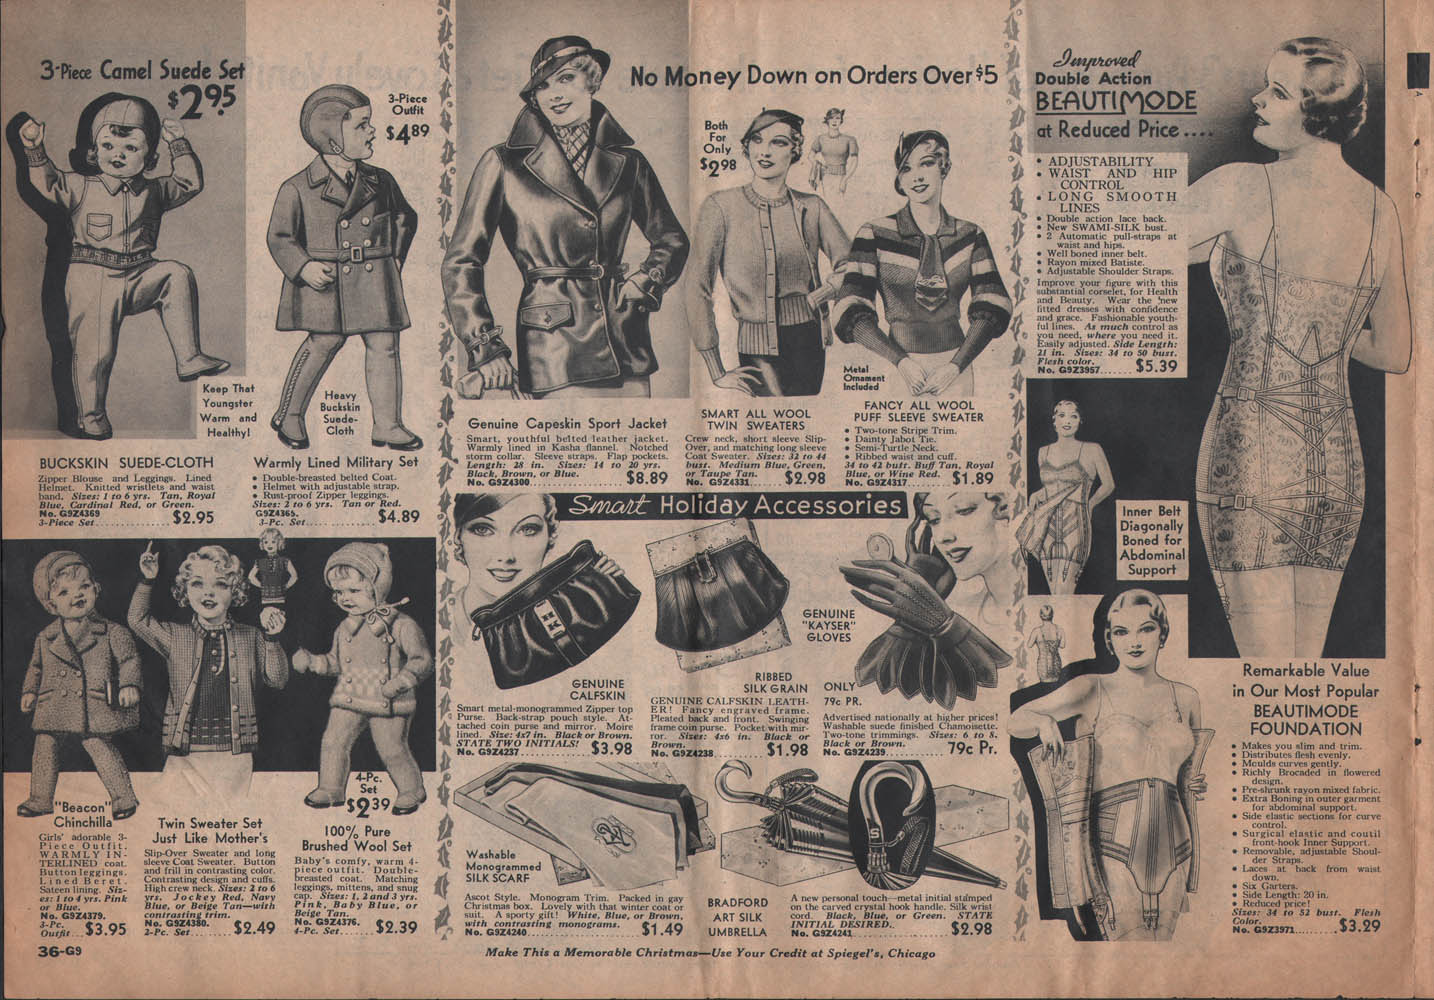 3-Piece Camel Suede Set
$2.95
Keep That
Youngster
Warm and
Healthy!
BUCKSKIN SUEDE-CLOTH
Zipper Blouse and Leggings. Lined
Helmet. Knitted wristlets and waist
band. Sizes: 1 to 6 yrs. Tan, Royal
Blue, Cardinal Red, or Green.
No. G9Z4369
3-Piece Set............ $2.95
3-Piece
Outfit
$4.89
Heavy
Buckskin
Suede-
Cloth
Warmly Lined Military Set
• Double-breasted belted Coat.
• Helmet with adjustable strap.
• Rust-proof Zipper leggings.
Sizes: 2 to 6 yrs. Tan or Red.
G9Z4365.
3-Pc. Set............ $4.89
"Beacon"
Chinchilla
Girls' adorable 3-
Piece Outfit.
WARMLY IN-
TERLINED coat.
Button leggings.
Lined Beret.
Sateen lining. Siz-
es: 1 to 4 yrs. Pink
or Blue.
No. G9Z4379.
3-Pc.
Outfit... $3.95
Twin Sweater Set
Just Like Mother's
Slip-Over Sweater and long
sleeve Coat Sweater. Button
and frill in contrasting color.
Contrasting design and cuffs.
High crew neck. Sizes: 2 to 6
yrs. Jockey Red, Navy
Blue, or Beige Tan—with
contrasting trim.
No. G9Z4380.
2-Pc. Set....... $2.49
4-Pc.
Set
$2.39
100% Pure
Brushed Wool Set
Baby's comfy, warm 4-
piece outfit. Double-
breasted coat. Matching
leggings, mittens, and snug
cap. Sizes: 1, 2 and 3 yrs.
Pink, Baby Blue, or
Beige Tan.
No. G9Z4376.
4-Pc. Set....... $2.39
36-G9
No Money Down on Orders Over $5
Genuine Capeskin Sport Jacket
Smart, youthful belted leather jacket.
Warmly lined in Kasha flannel. Notched
storm collar. Sleeve straps. Flap pockets.
Length: 28 in. Sizes: 14 to 20 yrs.
Black, Brown, or Blue.
No. G9Z4300............ $8.89
Both
For
Only
$2.98
SMART ALL WOOL
TWIN SWEATERS
Crew neck, short sleeve Slip-
Over, and matching long sleeve
Coat Sweater. Sizes: 32 to 44
bust. Medium Blue, Green,
or Taupe Tan.
No. G9Z4331..... $2.98
Metal
Ornament
Included
FANCY ALL WOOL
PUFF SLEEVE SWEATER
• Two-tone Stripe Trim.
• Dainty Jabot Tie.
• Semi-Turtle Neck.
• Ribbed waist and cuff.
34 to 42 bust. Buff Tan, Royal
Blue, or Wine Red.
No. G9Z4317...... $1.89
Smart Holiday Accessories
GENUINE
CALFSKIN
Smart metal-monogrammed Zipper top
Purse. Back-strap pouch style. At-
tached coin purse and mirror. Moire
lined. Size: 4x7 in. Black or Brown.
STATE TWO INITIALS!
No. G9Z4237............ $3.98
RIBBED
SILK GRAIN
GENUINE CALFSKIN LEATH-
ER! Fancy engraved frame.
Pleated back and front. Swinging
frame coin purse. Pocket with mir-
ror. Sizes: 4x6 in. Black or
Brown.
No. G9Z4238......... $1.98
GENUINE
"KAYSER"
GLOVES
ONLY
79c PR.
Advertised nationally at higher prices!
Washable suede finished Chamoisette.
Two-tone trimmings. Sizes: 6 to 8.
Black or Brown.
No. G9Z4239......... 79c Pr.
Washable
Monogrammed
SILK SCARF
Ascot Style. Monogram Trim. Packed in gay
Christmas box. Lovely with that winter coat or
suit. A sporty gift! White, Blue, or Brown,
with contrasting monograms.
No. G9Z4240.................. $1.49
BRADFORD
ART SILK
UMBRELLA
A new personal touch—metal initial stamped
on the carved crystal hook handle. Silk wrist
cord. Black, Blue, or Green. STATE
INITIAL DESIRED.
No. G9Z4241.............. $2.98
Make This a Memorable Christmas—Use Your Credit at Spiegel's, Chicago
Improved
Double Action
BEAUTIMODE
at Reduced Price....
• ADJUSTABILITY
• WAIST AND HIP
CONTROL
• LONG SMOOTH
LINES
• Double action lace back.
• New SWAMI-SILK bust.
• 2 Automatic pull-straps at
waist and hips.
• Well boned inner belt.
• Rayon mixed Batiste.
• Adjustable Shoulder Straps.
Improve your figure with this
substantial corselet, for Health
and Beauty. Wear the new
fitted dresses with confidence
and grace. Fashionable youth-
ful lines. As much control as
you need, where you need it.
Easily adjusted. Side Length:
21 in. Sizes: 34 to 50 bust.
Flesh color.
No. G9Z3957...... $5.39
Inner Belt
Diagonally
Boned for
Abdominal
Support
Remarkable Value
in Our Most Popular
BEAUTIMODE
FOUNDATION
• Makes you slim and trim.
• Distributes flesh evenly.
• Moulds curves gently.
• Richly Brocaded in flowered
design.
• Pre-shrunk rayon mixed fabric.
• Extra Boning in outer garment
for abdominal support.
• Side elastic sections for curve
control.
• Surgical elastic and coutil
front-hook Inner Support.
• Removable, adjustable Shoul-
der Straps.
• Laces at back from waist
down.
• Six Garters.
• Side Length: 20 in.
• Reduced price!
Sizes: 34 to 52 bust. Flesh
Color.
No. G9Z3971.......... $3.29